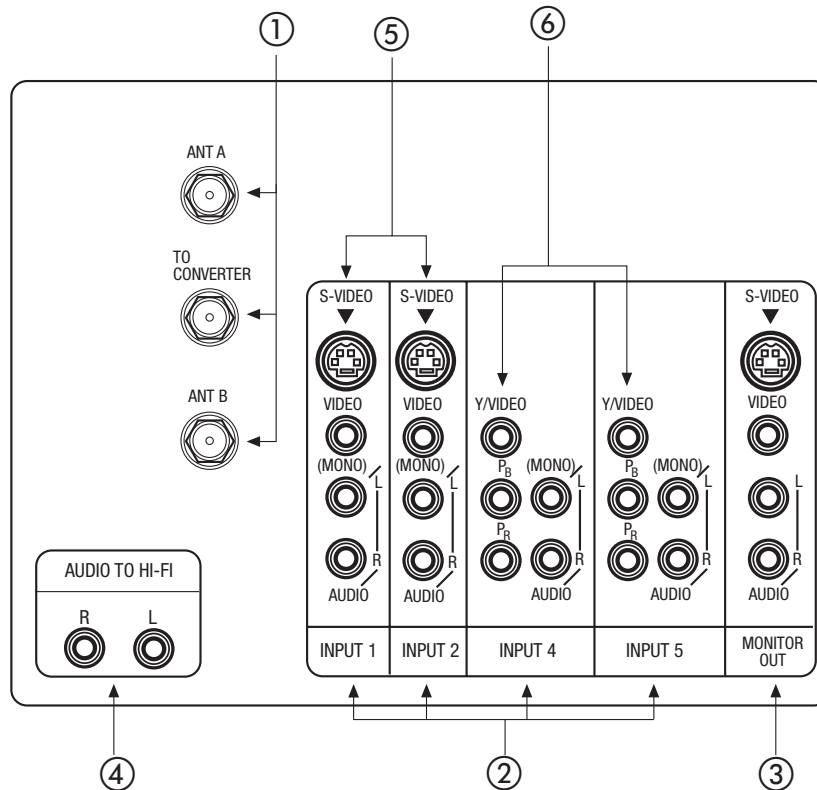 ① ⑤ ⑥
ANT A
TO
CONVERTER
ANT B
S-VIDEO S-VIDEO S-VIDEO
VIDEO VIDEO Y/VIDEO Y/VIDEO VIDEO
(MONO) (MONO) PB (MONO) PB (MONO)
L L L L L
PR PR
R R R R R
AUDIO AUDIO AUDIO AUDIO AUDIO
AUDIO TO HI-FI
R L
INPUT 1 INPUT 2 INPUT 4 INPUT 5 MONITOR
OUT
④ ② ③